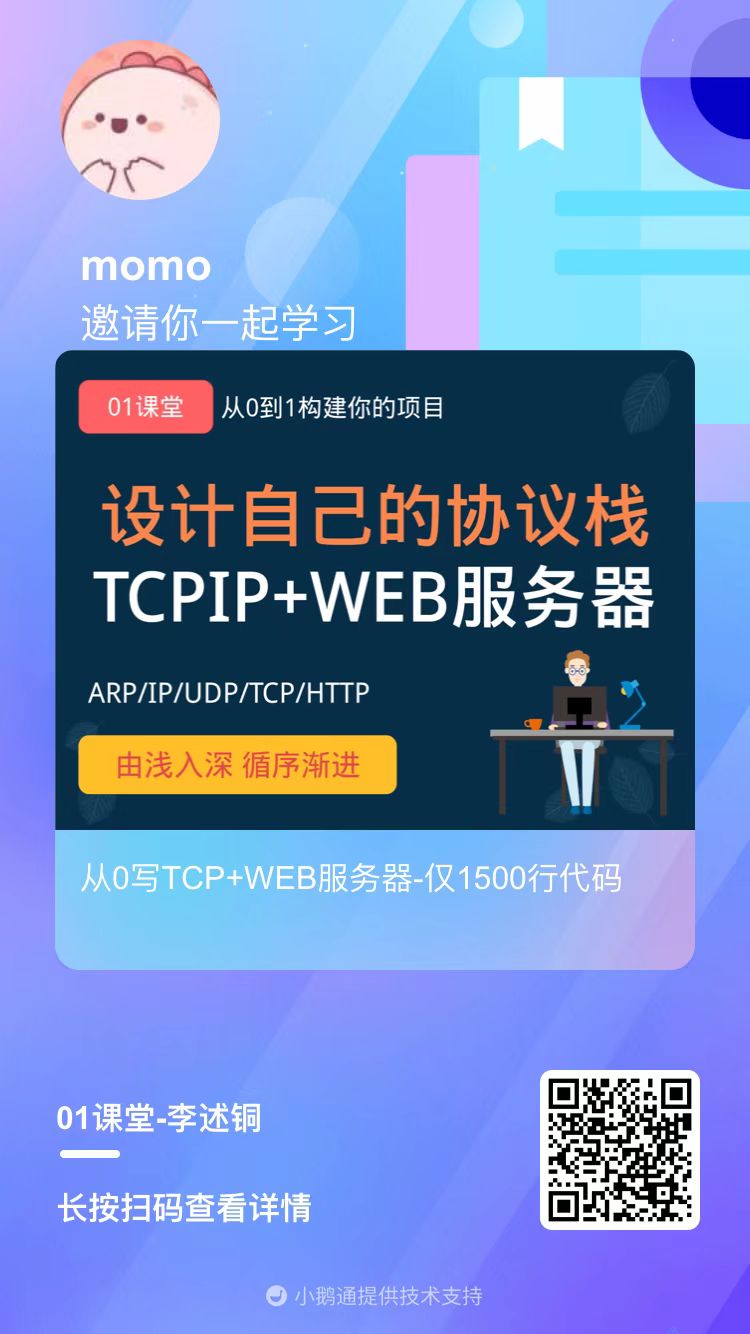 momo
邀请你一起学习
01课堂 从0到1构建你的项目
设计自己的协议栈
TCPIP+WEB服务器
ARP/IP/UDP/TCP/HTTP
由浅入深 循序渐进
从0写TCP+WEB服务器-仅1500行代码
01课堂-李述铜
长按扫码查看详情
小鹅通提供技术支持